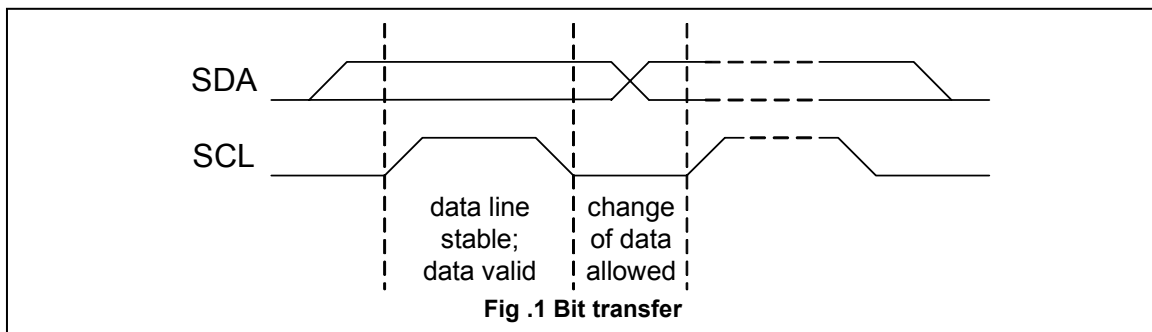 SDA
SCL
data line
stable;
data valid
change
of data
allowed
Fig .1 Bit transfer